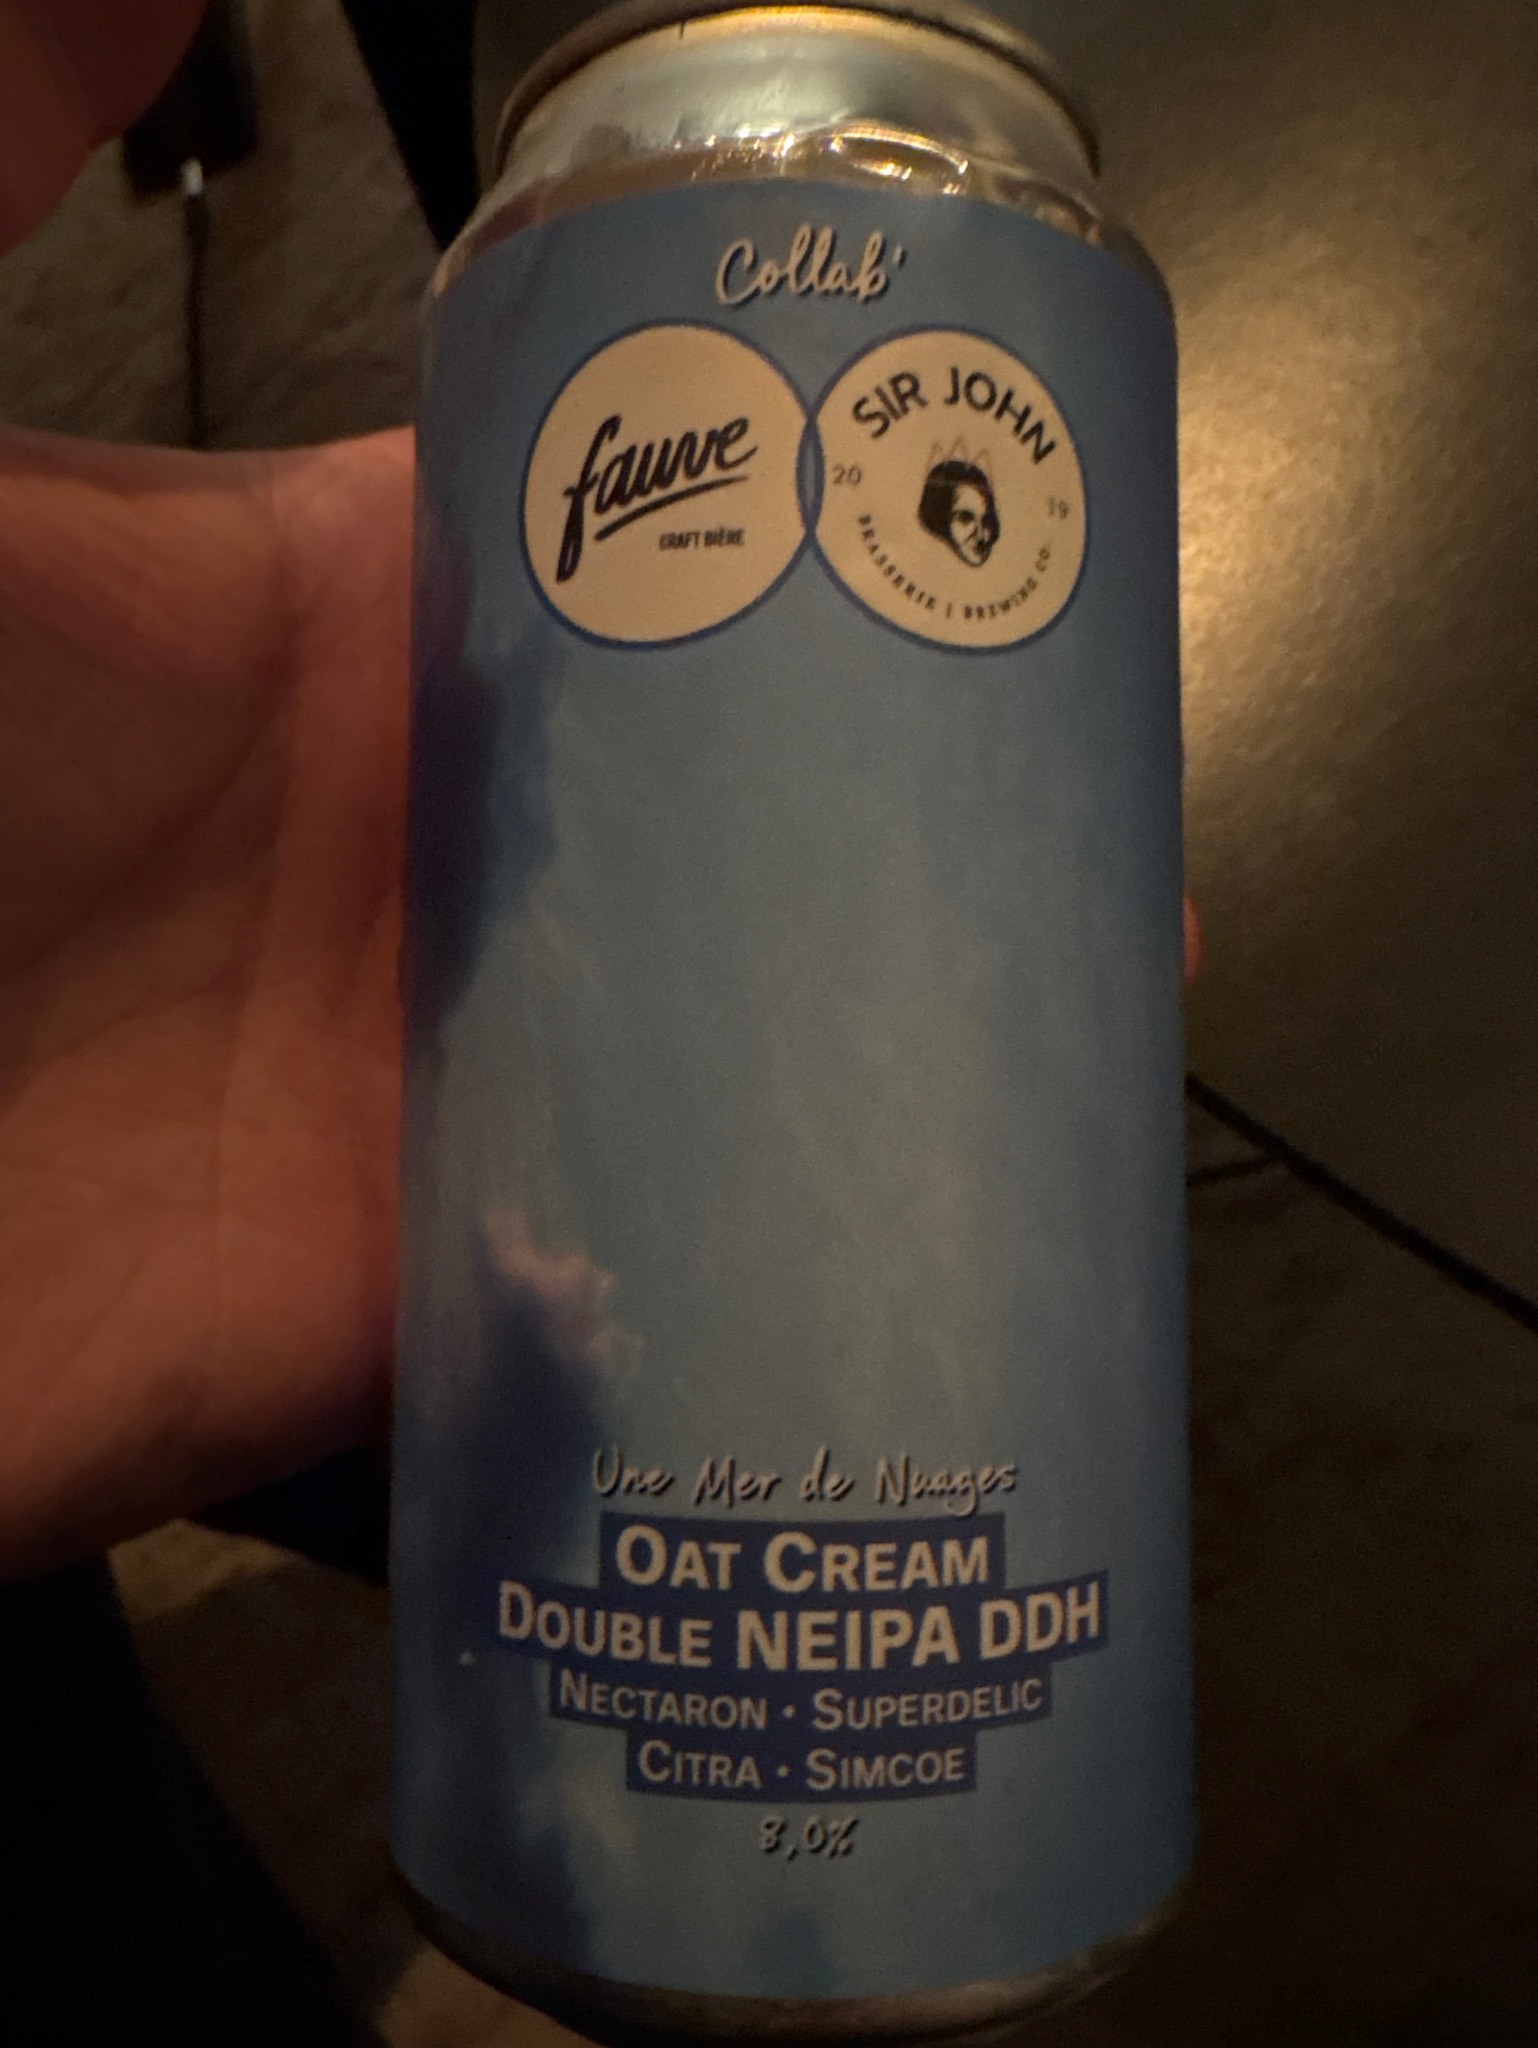 Collab'
fauve
CRAFT BIÈRE
SIR JOHN
20 19
BRASSERIE | BREWING CO.
Une Mer de Nuages
OAT CREAM
DOUBLE NEIPA DDH
NECTARON • SUPERDELIC
CITRA • SIMCOE
8,0%